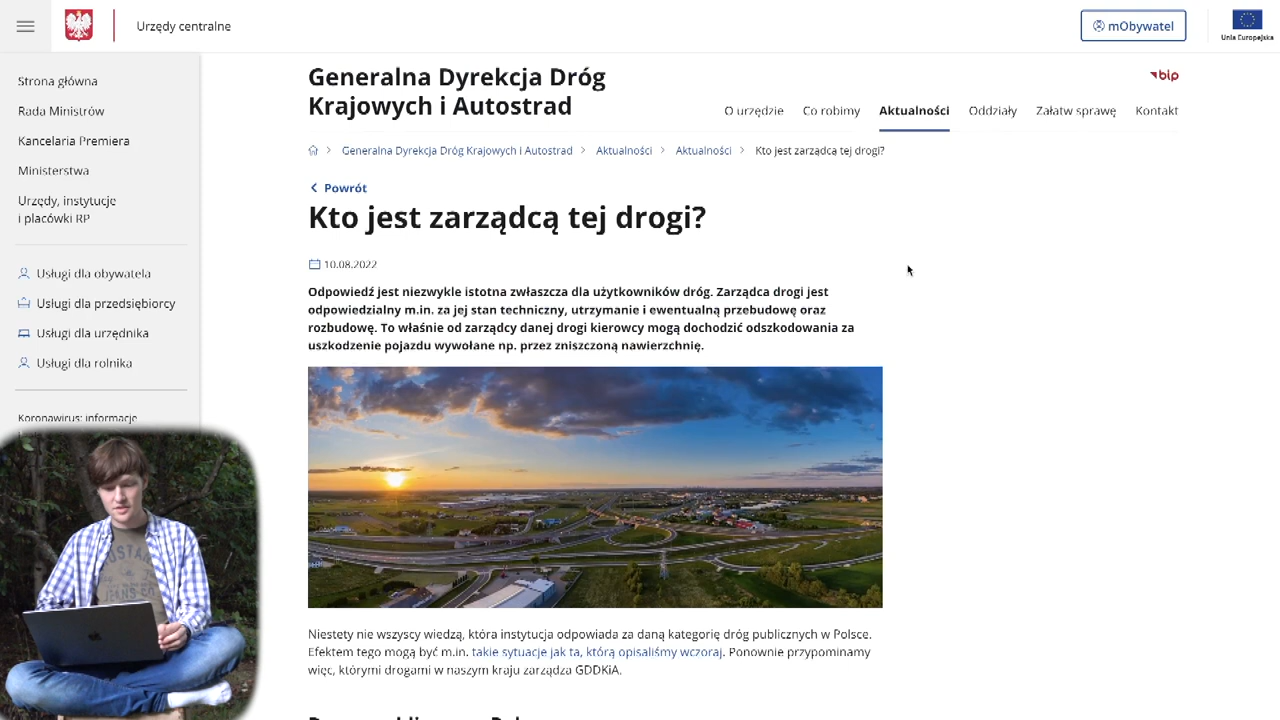 Urzędy centralne
mObywatel
Unia Europejska
Strona główna
Rada Ministrów
Kancelaria Premiera
Ministerstwa
Urzędy, instytucje
i placówki RP
Usługi dla obywatela
Usługi dla przedsiębiorcy
Usługi dla urzędnika
Usługi dla rolnika
Koronawirus: informacje
Generalna Dyrekcja Dróg
Krajowych i Autostrad
bip
O urzędzie
Co robimy
Aktualności
Oddziały
Załatw sprawę
Kontakt
Generalna Dyrekcja Dróg Krajowych i Autostrad > Aktualności > Aktualności > Kto jest zarządcą tej drogi?
Powrót
Kto jest zarządcą tej drogi?
10.08.2022
Odpowiedź jest niezwykle istotna zwłaszcza dla użytkowników dróg. Zarządca drogi jest
odpowiedzialny m.in. za jej stan techniczny, utrzymanie i ewentualną przebudowę oraz
rozbudowę. To właśnie od zarządcy danej drogi kierowcy mogą dochodzić odszkodowania za
uszkodzenie pojazdu wywołane np. przez zniszczoną nawierzchnię.
Niestety nie wszyscy wiedzą, która instytucja odpowiada za daną kategorię dróg publicznych w Polsce.
Efektem tego mogą być m.in. takie sytuacje jak ta, którą opisaliśmy wczoraj. Ponownie przypominamy
więc, którymi drogami w naszym kraju zarządza GDDKiA.